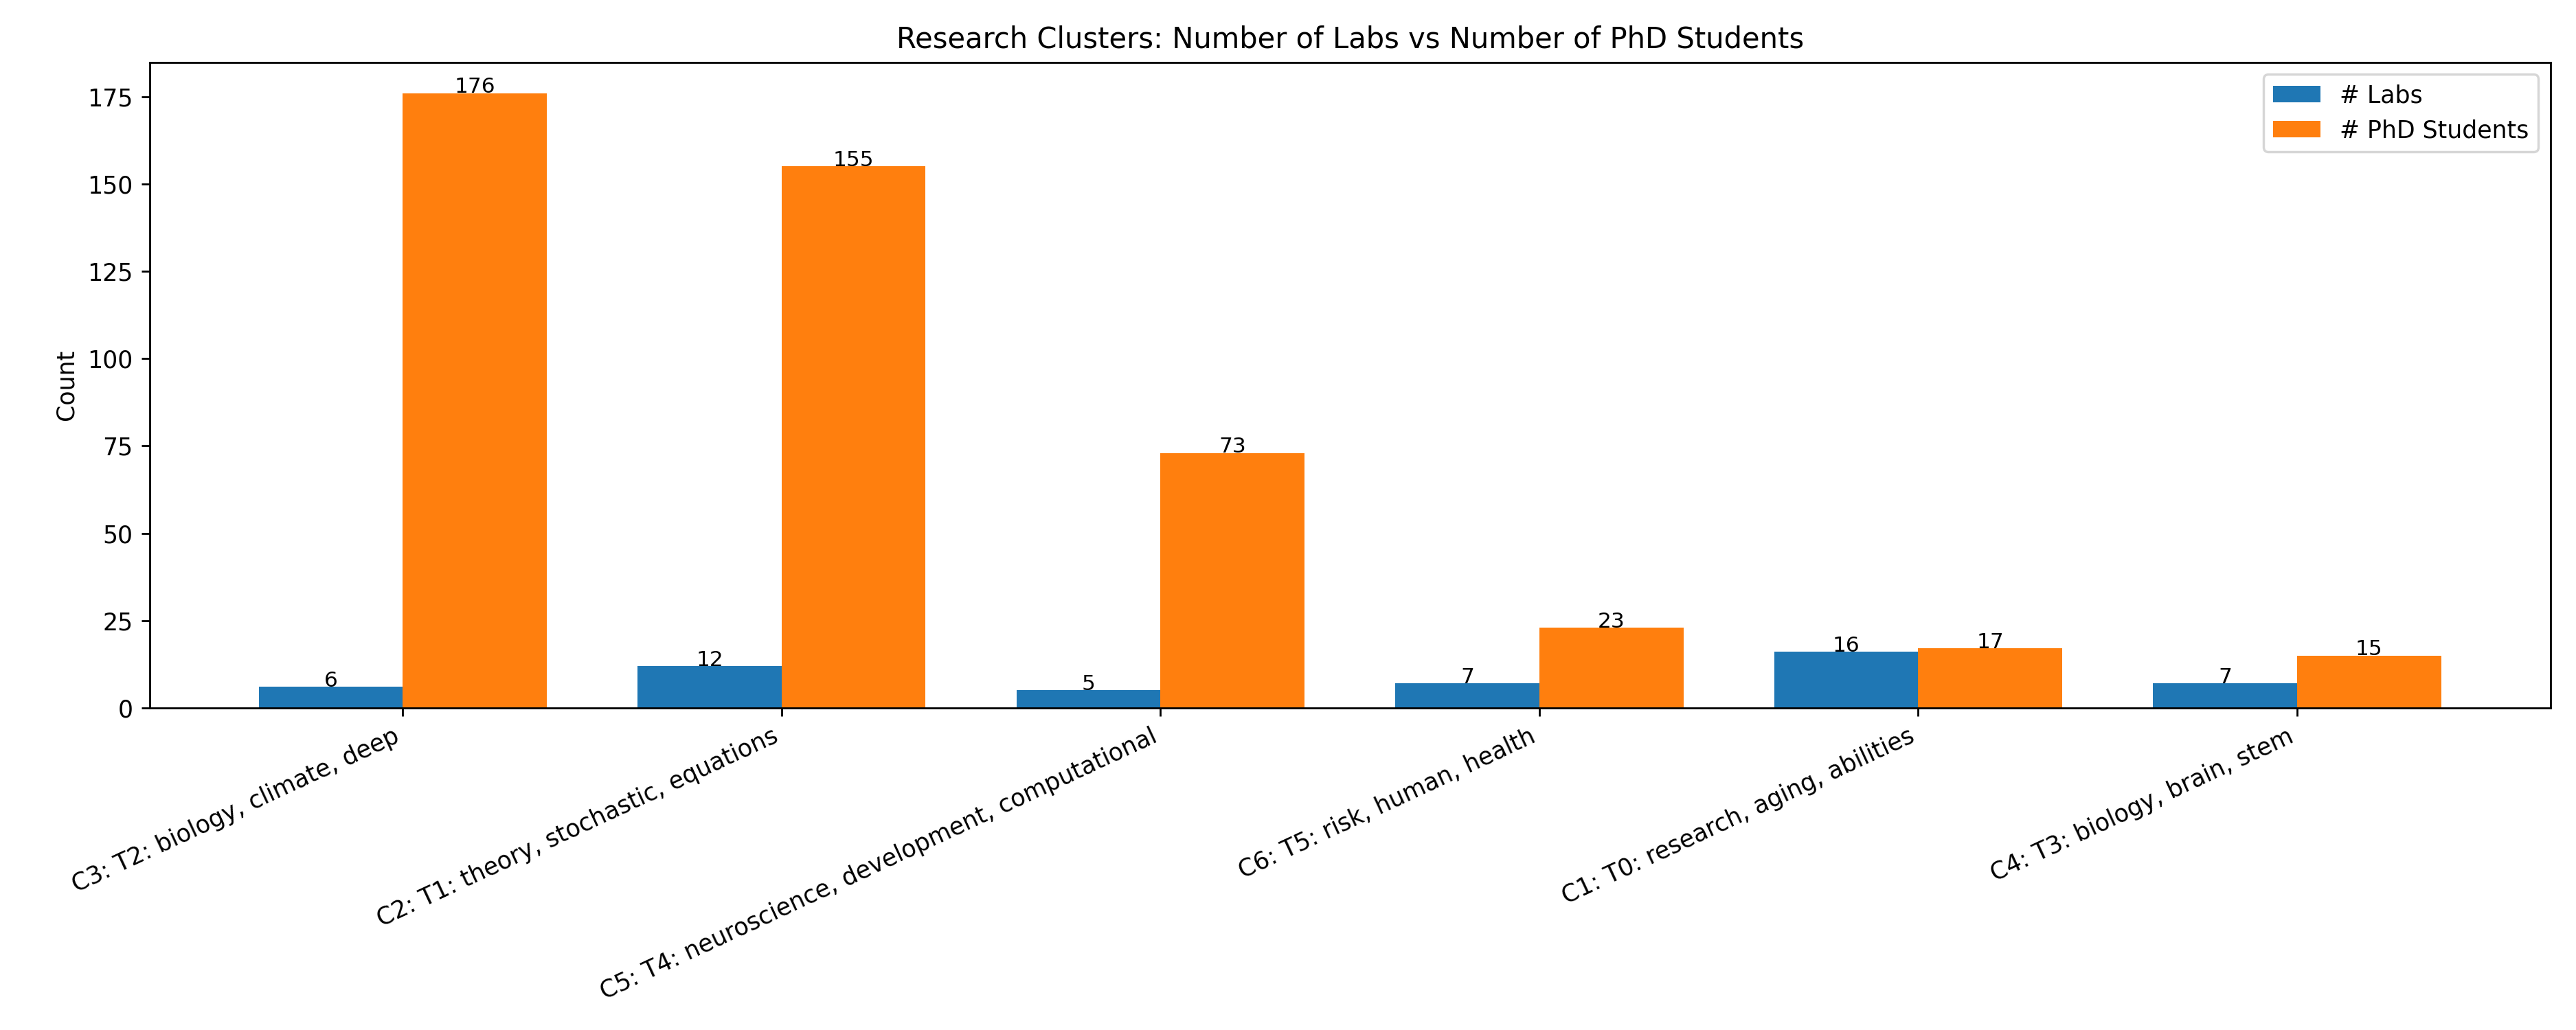 Research Clusters: Number of Labs vs Number of PhD Students
# Labs
# PhD Students
Count
175
150
125
100
75
50
25
0
6
176
12
155
5
73
7
23
16
17
7
15
C3: T2: biology, climate, deep
C2: T1: theory, stochastic, equations
C5: T4: neuroscience, development, computational
C6: T5: risk, human, health
C1: T0: research, aging, abilities
C4: T3: biology, brain, stem